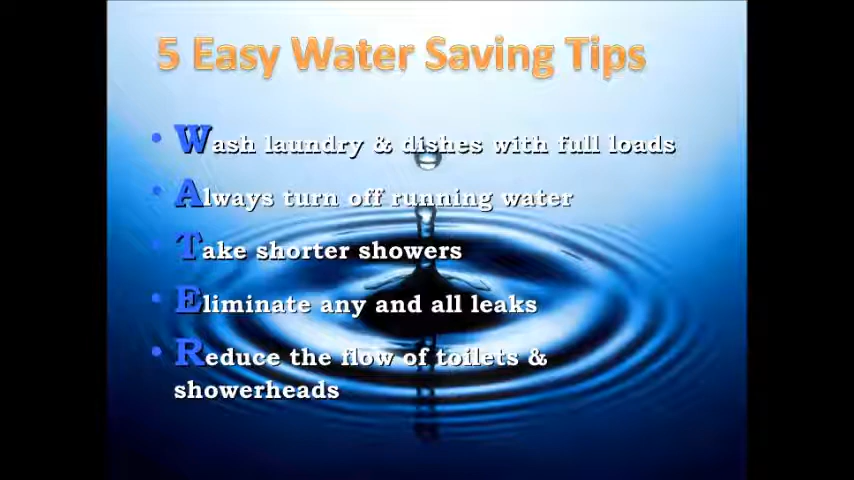 5 Easy Water Saving Tips
• Wash laundry & dishes with full loads
• Always turn off running water
• Take shorter showers
• Eliminate any and all leaks
• Reduce the flow of toilets &
showerheads